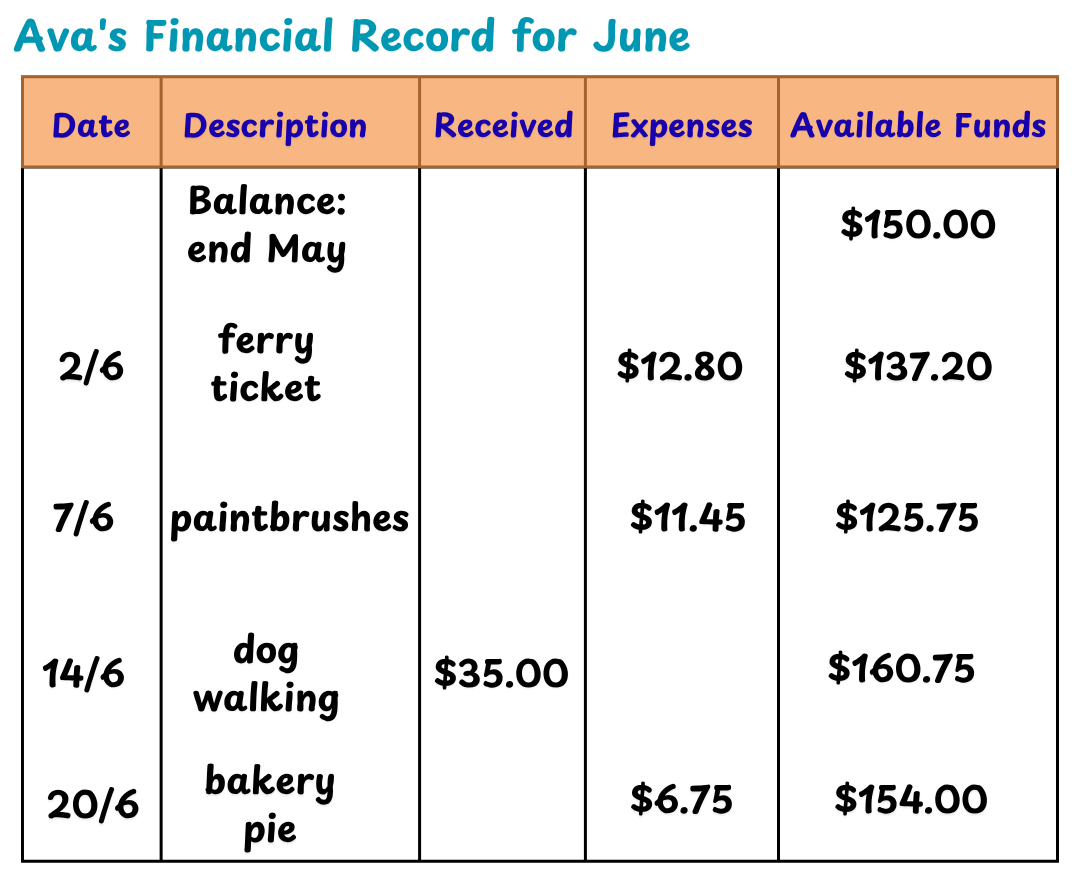 Ava's Financial Record for June
Date Description Received Expenses Available Funds
Balance:
end May $150.00
ferry
ticket
2/6 $12.80 $137.20
7/6 paintbrushes $11.45 $125.75
dog
walking
14/6 $35.00 $160.75
bakery
pie
20/6 $6.75 $154.00